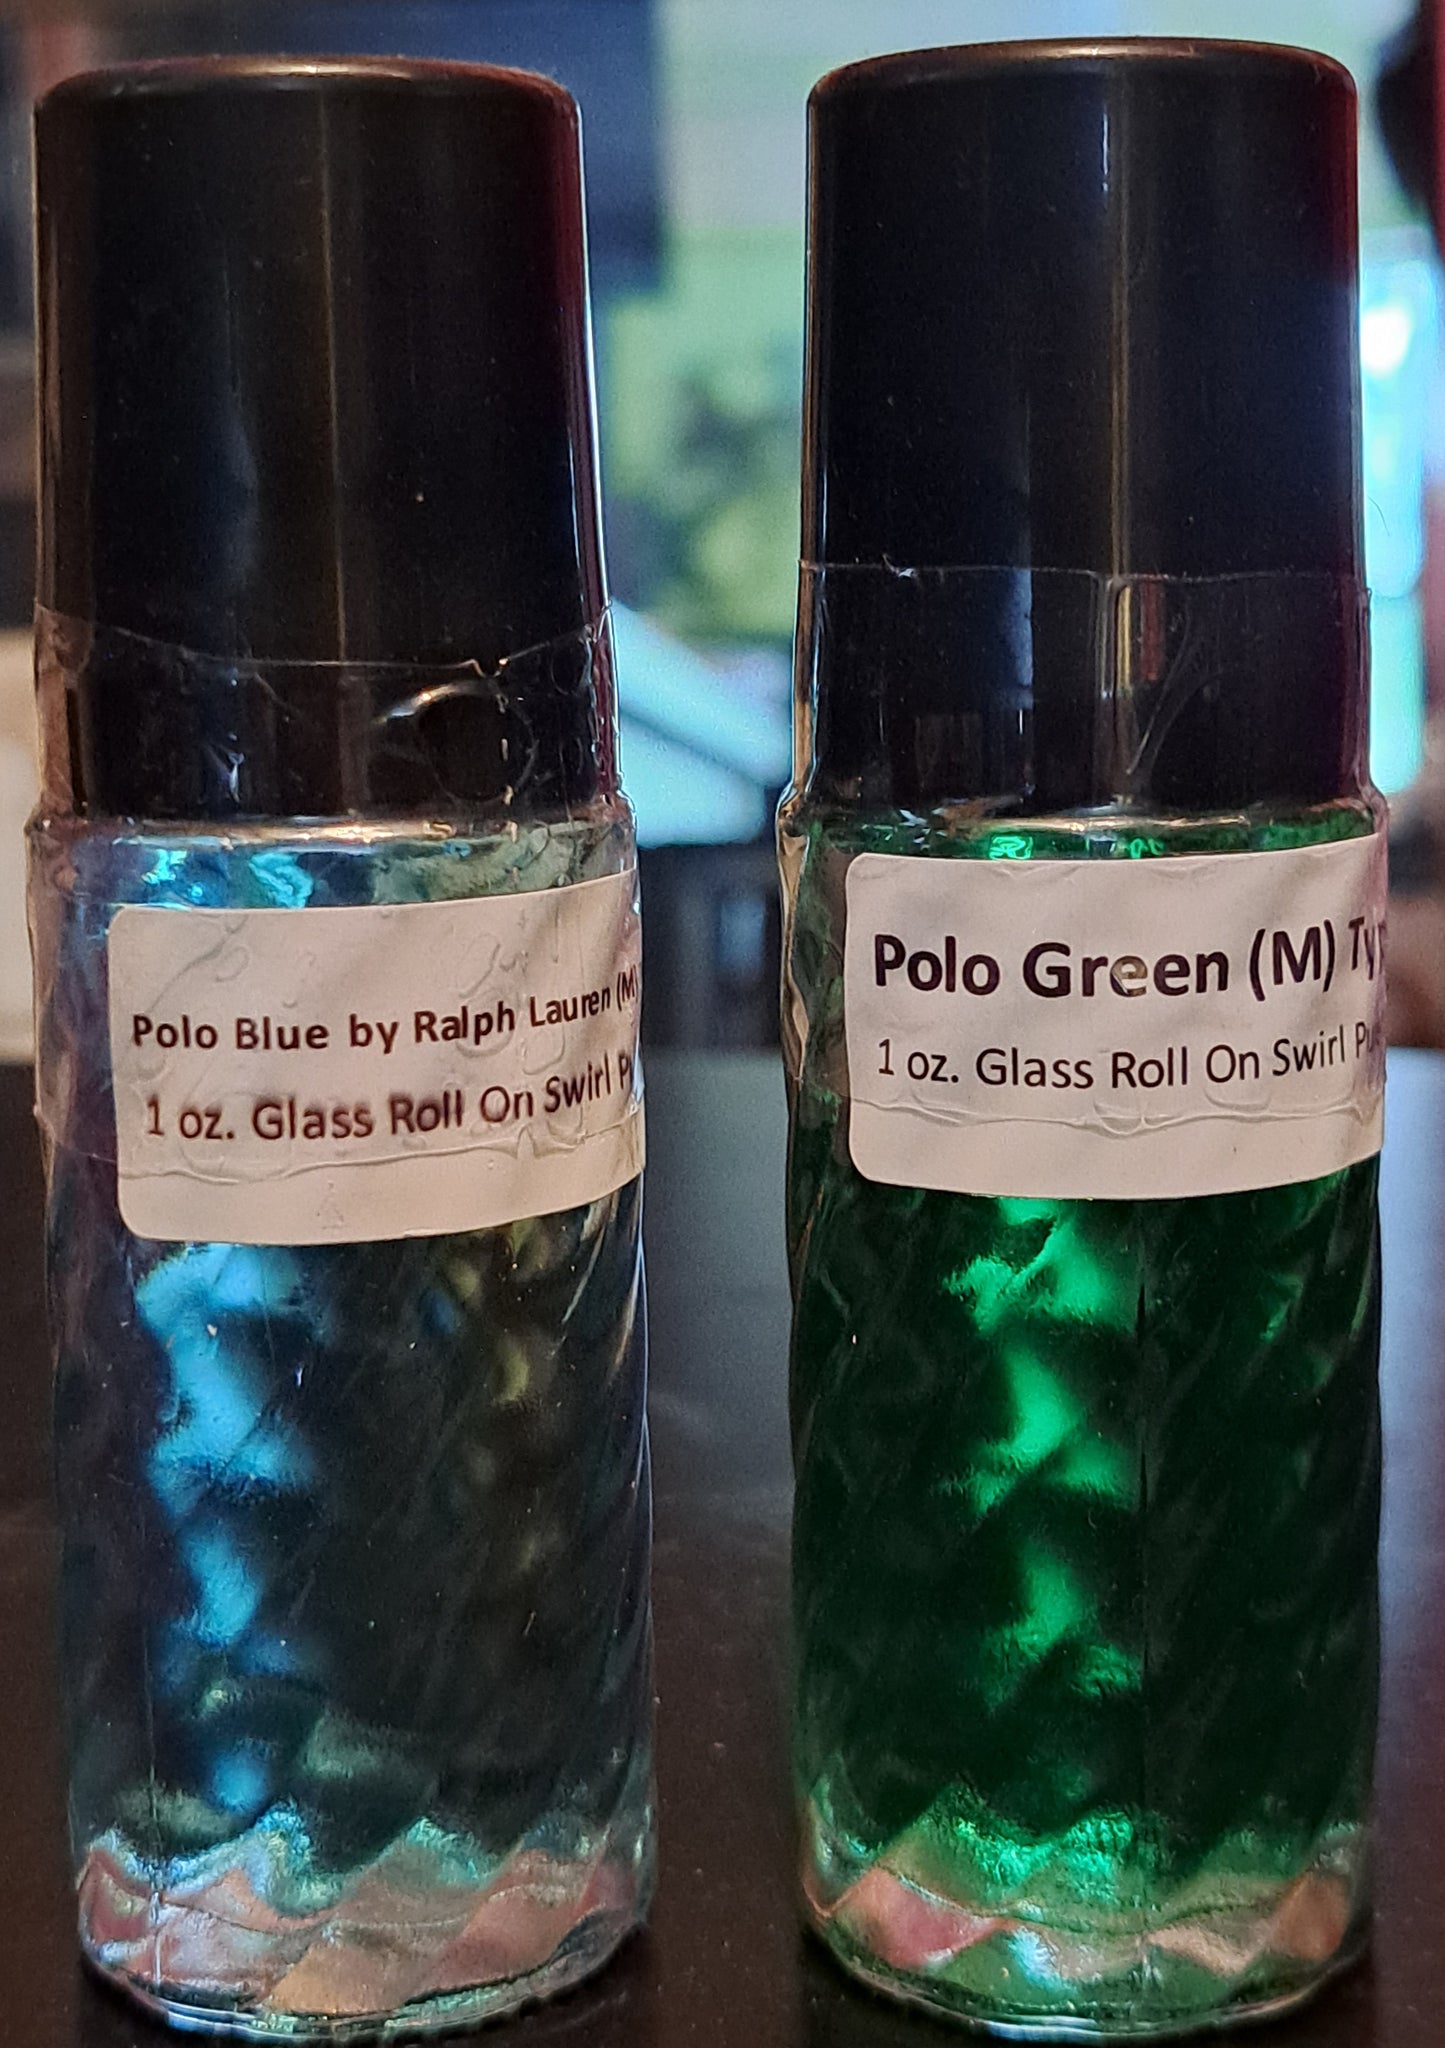 Polo Blue by Ralph Lauren (M)
1 oz. Glass Roll On Swirl
Polo Green (M)
1 oz. Glass Roll On Swirl